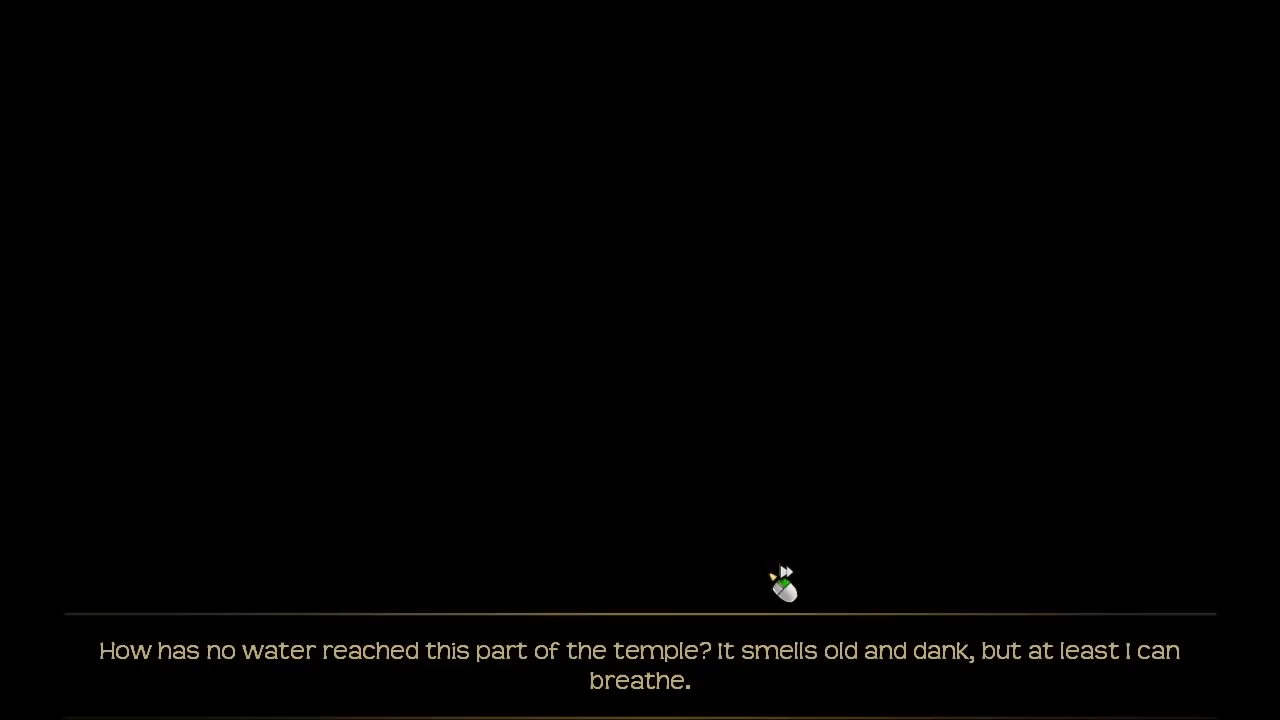 How has no water reached this part of the temple? It smells old and dank, but at least I can
breathe.